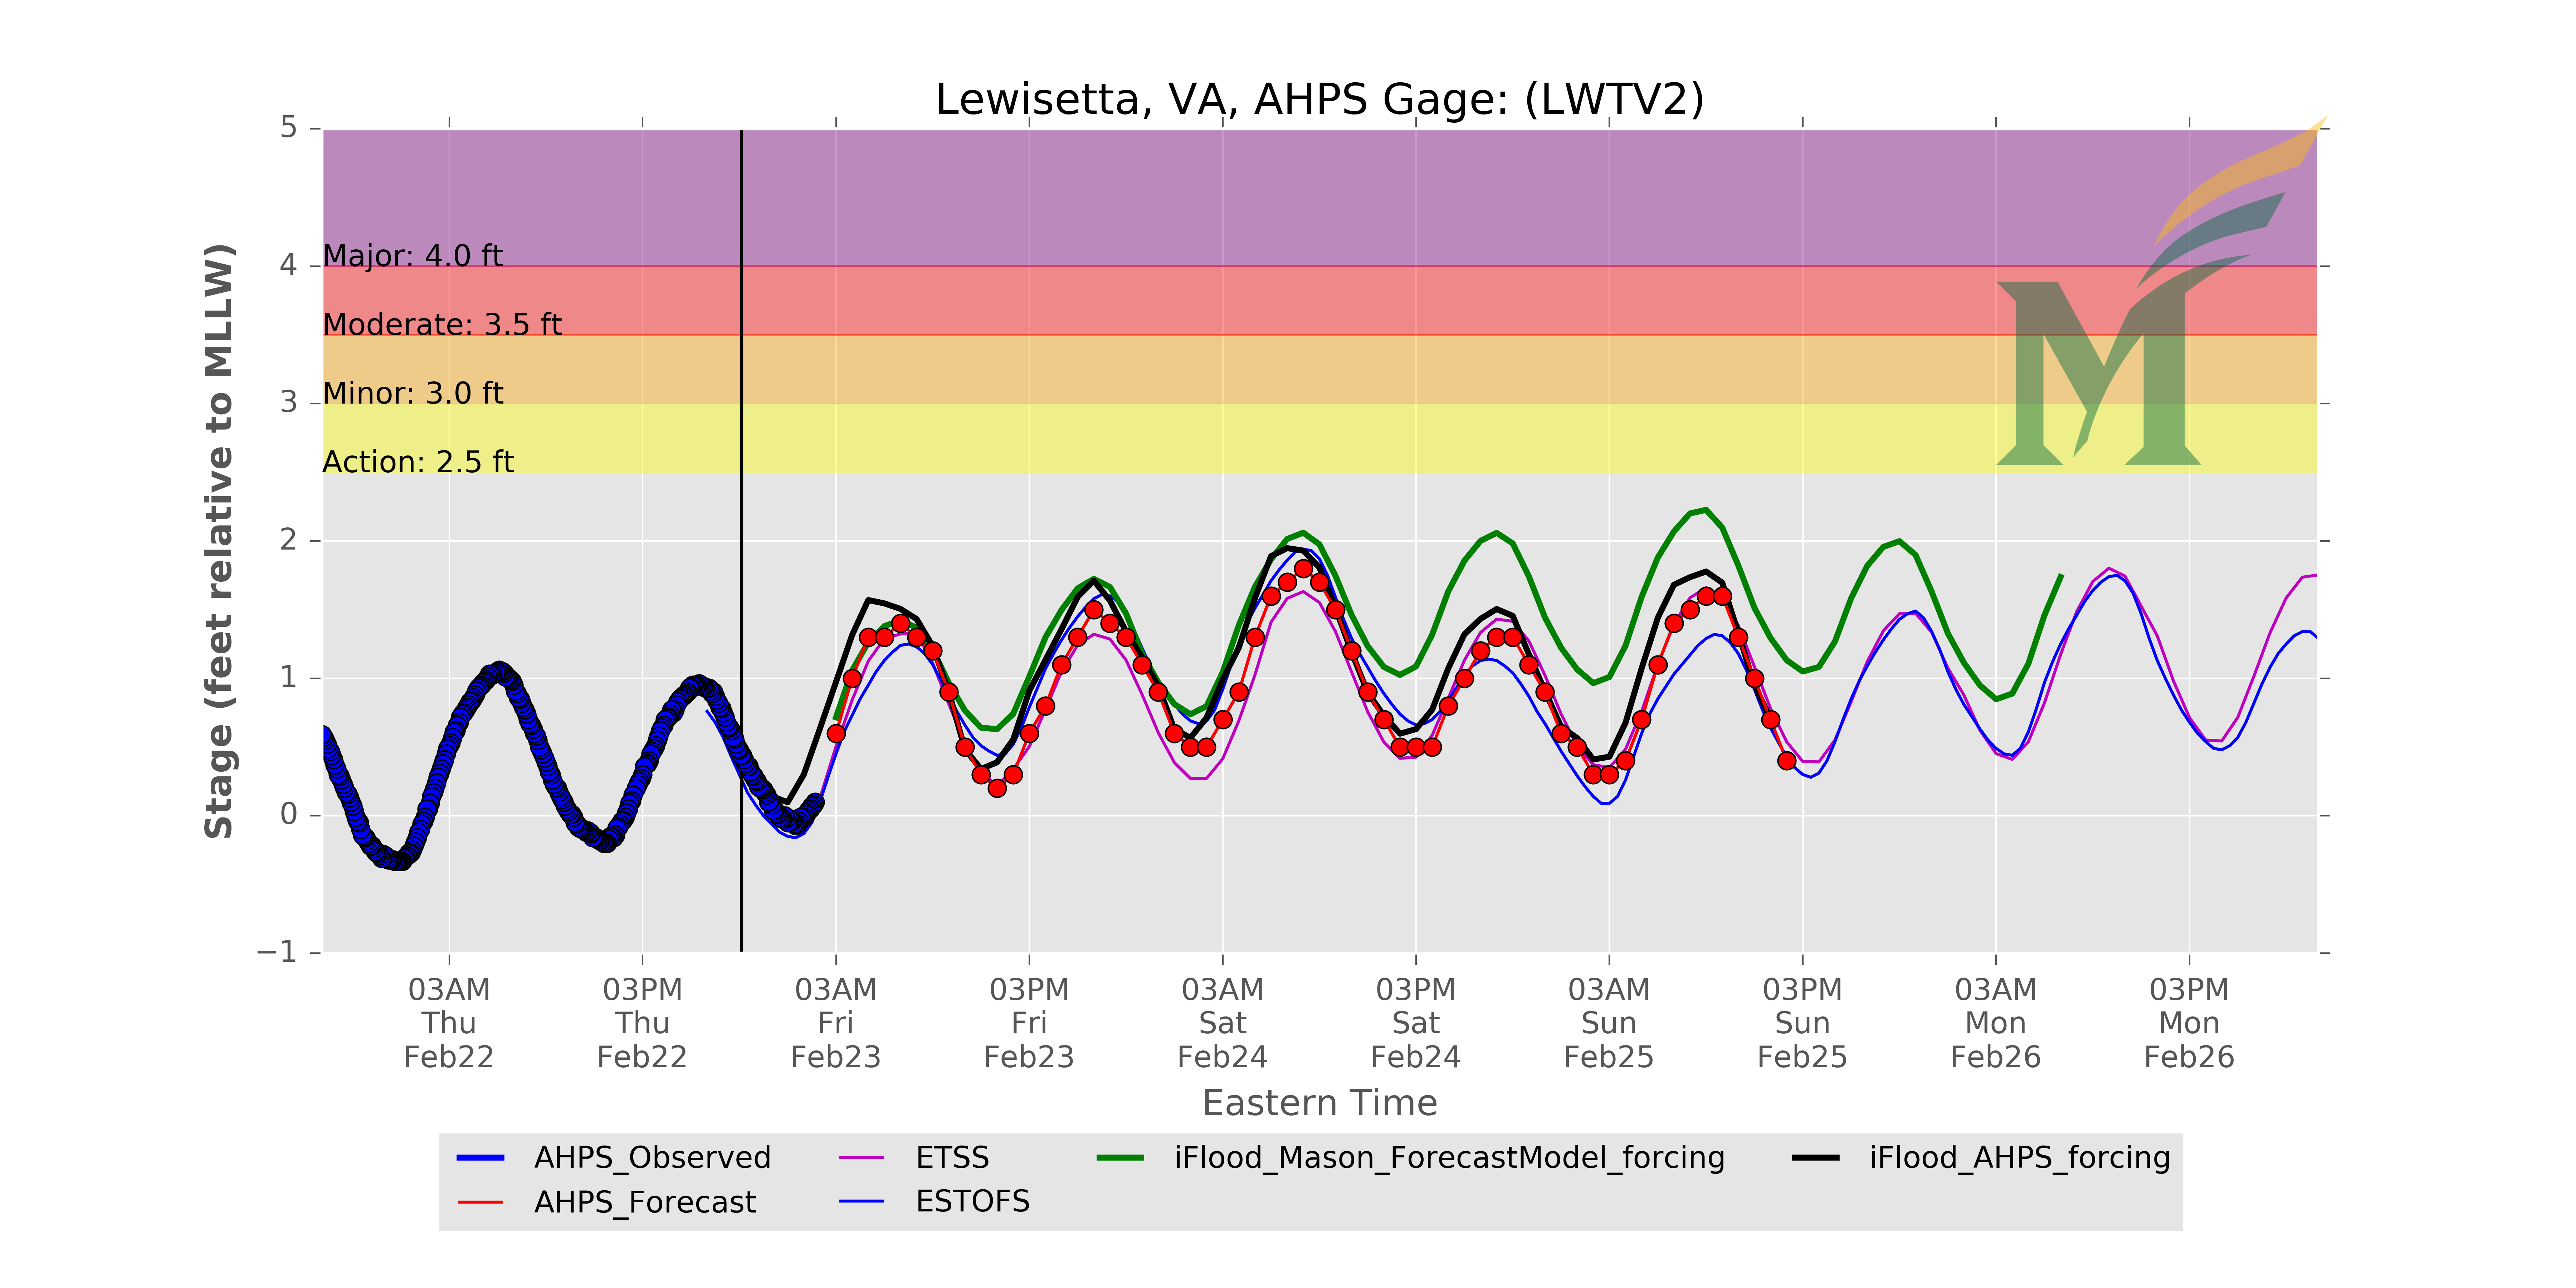 Lewisetta, VA, AHPS Gage: (LWTV2)
Stage (feet relative to MLLW)
5
4
3
2
1
0
−1
Major: 4.0 ft
Moderate: 3.5 ft
Minor: 3.0 ft
Action: 2.5 ft
03AM 03PM 03AM 03PM 03AM 03PM 03AM 03PM 03AM 03PM
Thu Thu Fri Fri Sat Sat Sun Sun Mon Mon
Feb22 Feb22 Feb23 Feb23 Feb24 Feb24 Feb25 Feb25 Feb26 Feb26
Eastern Time
AHPS_Observed ETSS iFlood_Mason_ForecastModel_forcing iFlood_AHPS_forcing
AHPS_Forecast ESTOFS